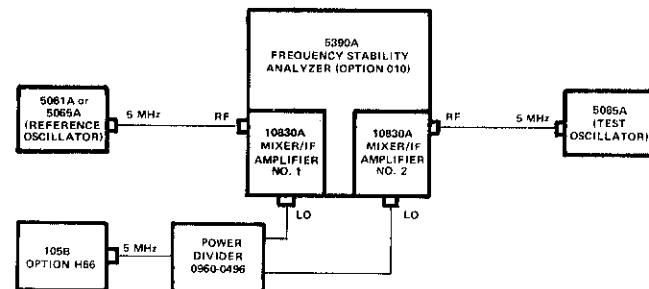 5390A
FREQUENCY STABILITY
ANALYZER (OPTION 010)
5061A or
5065A
(REFERENCE
OSCILLATOR)
5 MHz
RF
10830A
MIXER/IF
AMPLIFIER
NO. 1
10830A
MIXER/IF
AMPLIFIER
NO. 2
RF
5 MHz
5065A
(TEST
OSCILLATOR)
LO
LO
105B
OPTION H66
5 MHz
POWER
DIVIDER
0960-0496